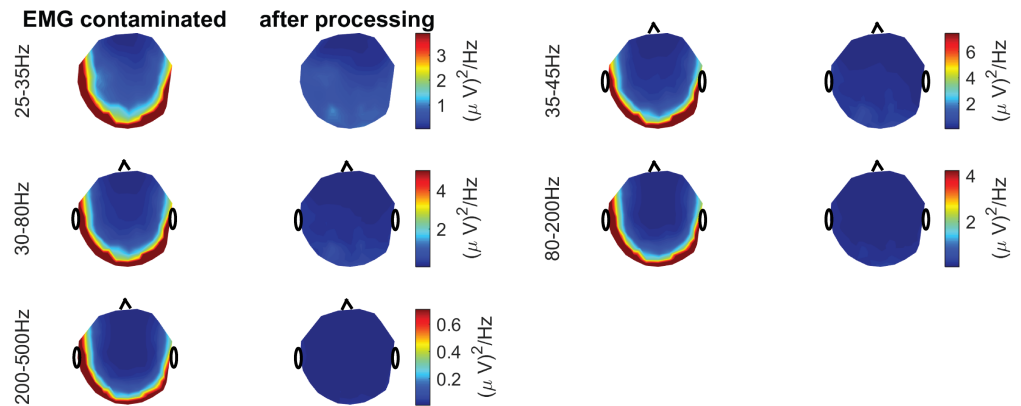 EMG contaminated after processing
25-35Hz
3
2
1
(μ V)²/Hz
35-45Hz
6
4
2
(μ V)²/Hz
30-80Hz
4
2
(μ V)²/Hz
80-200Hz
4
2
(μ V)²/Hz
200-500Hz
0.6
0.4
0.2
(μ V)²/Hz